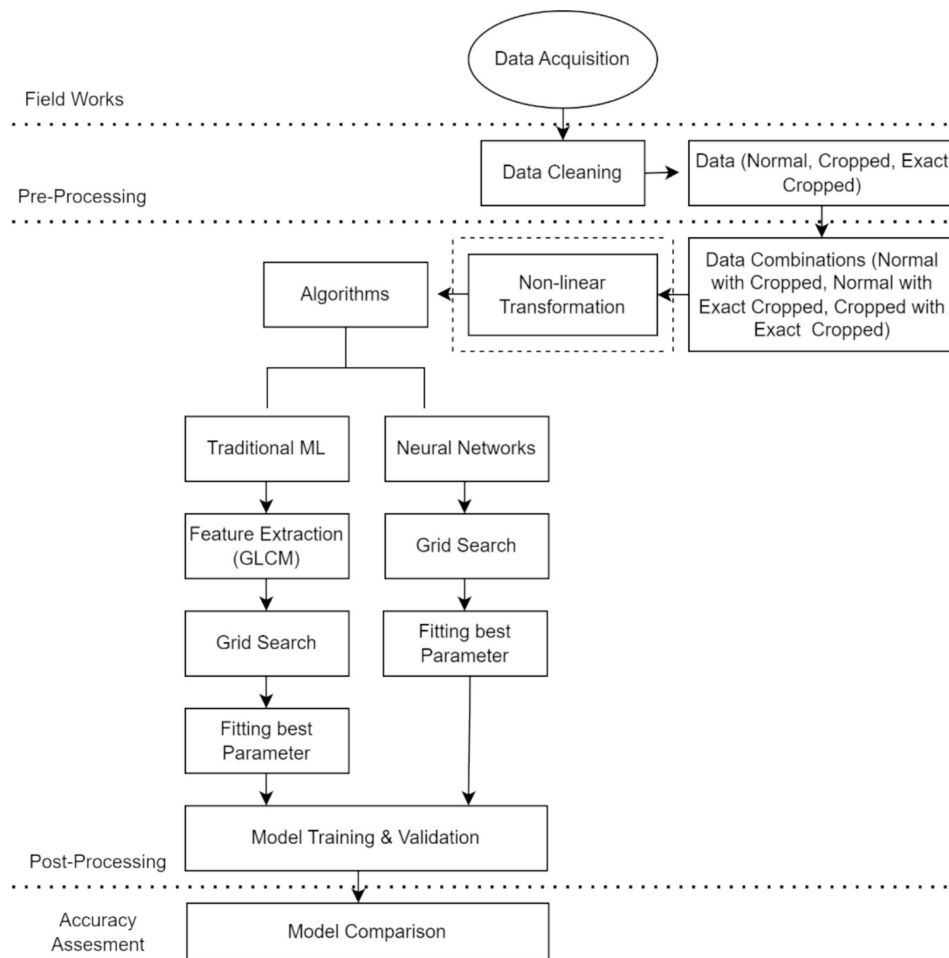 Data Acquisition
Field Works
Data Cleaning
Data (Normal, Cropped, Exact
Cropped)
Pre-Processing
Data Combinations (Normal
with Cropped, Normal with
Exact Cropped, Cropped with
Exact Cropped)
Non-linear
Transformation
Algorithms
Traditional ML
Neural Networks
Feature Extraction
(GLCM)
Grid Search
Grid Search
Fitting best
Parameter
Fitting best
Parameter
Model Training & Validation
Post-Processing
Accuracy
Assesment
Model Comparison